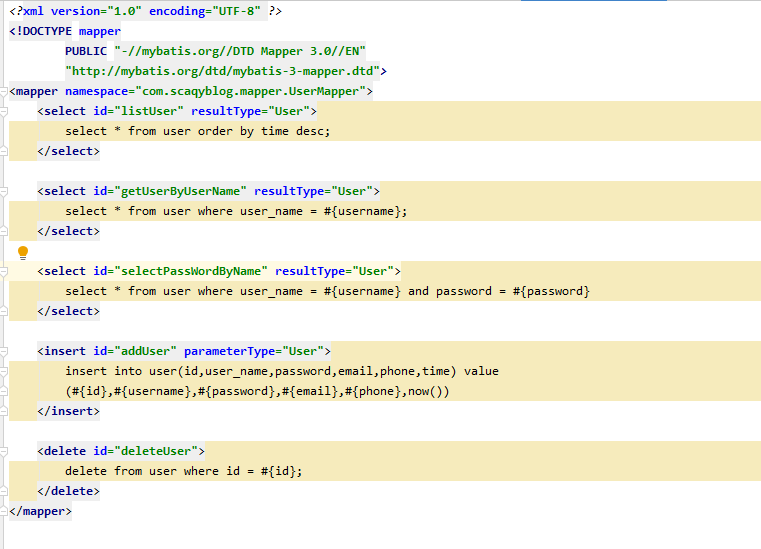 <?xml version="1.0" encoding="UTF-8" ?>
<!DOCTYPE mapper
PUBLIC "-//mybatis.org//DTD Mapper 3.0//EN"
"http://mybatis.org/dtd/mybatis-3-mapper.dtd">
<mapper namespace="com.scaqyblog.mapper.UserMapper">
<select id="listUser" resultType="User">
select * from user order by time desc;
</select>
<select id="getUserByUserName" resultType="User">
select * from user where user_name = #{username};
</select>
<select id="selectPassWordByName" resultType="User">
select * from user where user_name = #{username} and password = #{password}
</select>
<insert id="addUser" parameterType="User">
insert into user(id,user_name,password,email,phone,time) value
(#{id},#{username},#{password},#{email},#{phone},now())
</insert>
<delete id="deleteUser">
delete from user where id = #{id};
</delete>
</mapper>